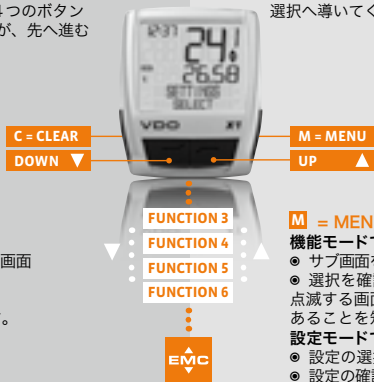 4つのボタン
が、先へ進む
選択へ導いてく
12:37
24
26.58
SETTINGS
SELECT
VDO X1
C = CLEAR
DOWN ▼
M = MENU
UP ▲
FUNCTION 3
FUNCTION 4
FUNCTION 5
FUNCTION 6
画面
。
EMC
M = MEN
機能モードで
◉ サブ画面
◉ 選択を確
点滅する画面
あることを
設定モードで
◉ 設定の選
◉ 設定の確